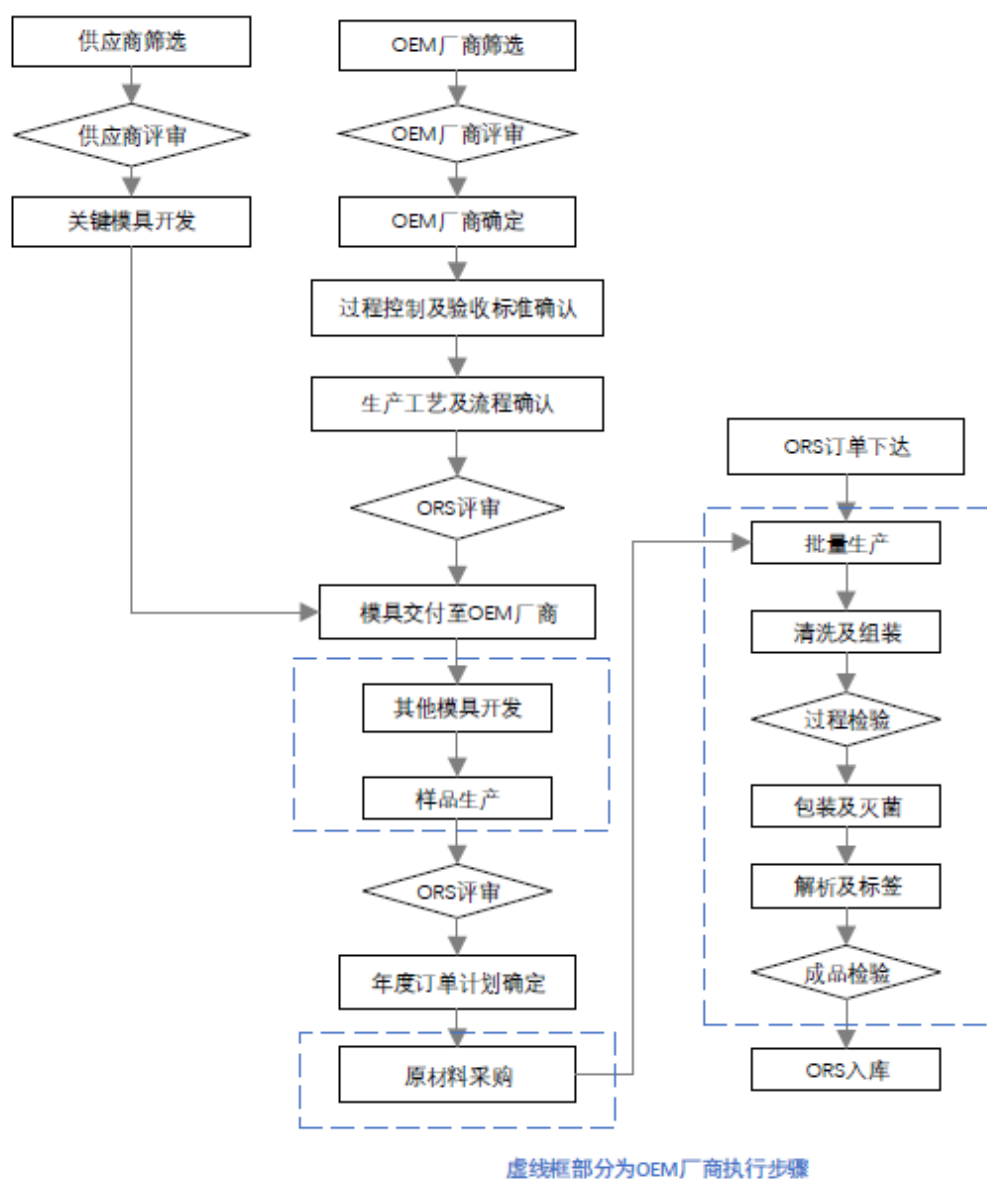 供应商筛选
供应商评审
关键模具开发
OEM厂商筛选
OEM厂商评审
OEM厂商确定
过程控制及验收标准确认
生产工艺及流程确认
ORS评审
模具交付至OEM厂商
其他模具开发
样品生产
ORS评审
年度订单计划确定
原材料采购
ORS订单下达
批量生产
清洗及组装
过程检验
包装及灭菌
解析及标签
成品检验
ORS入库
虚线框部分为OEM厂商执行步骤